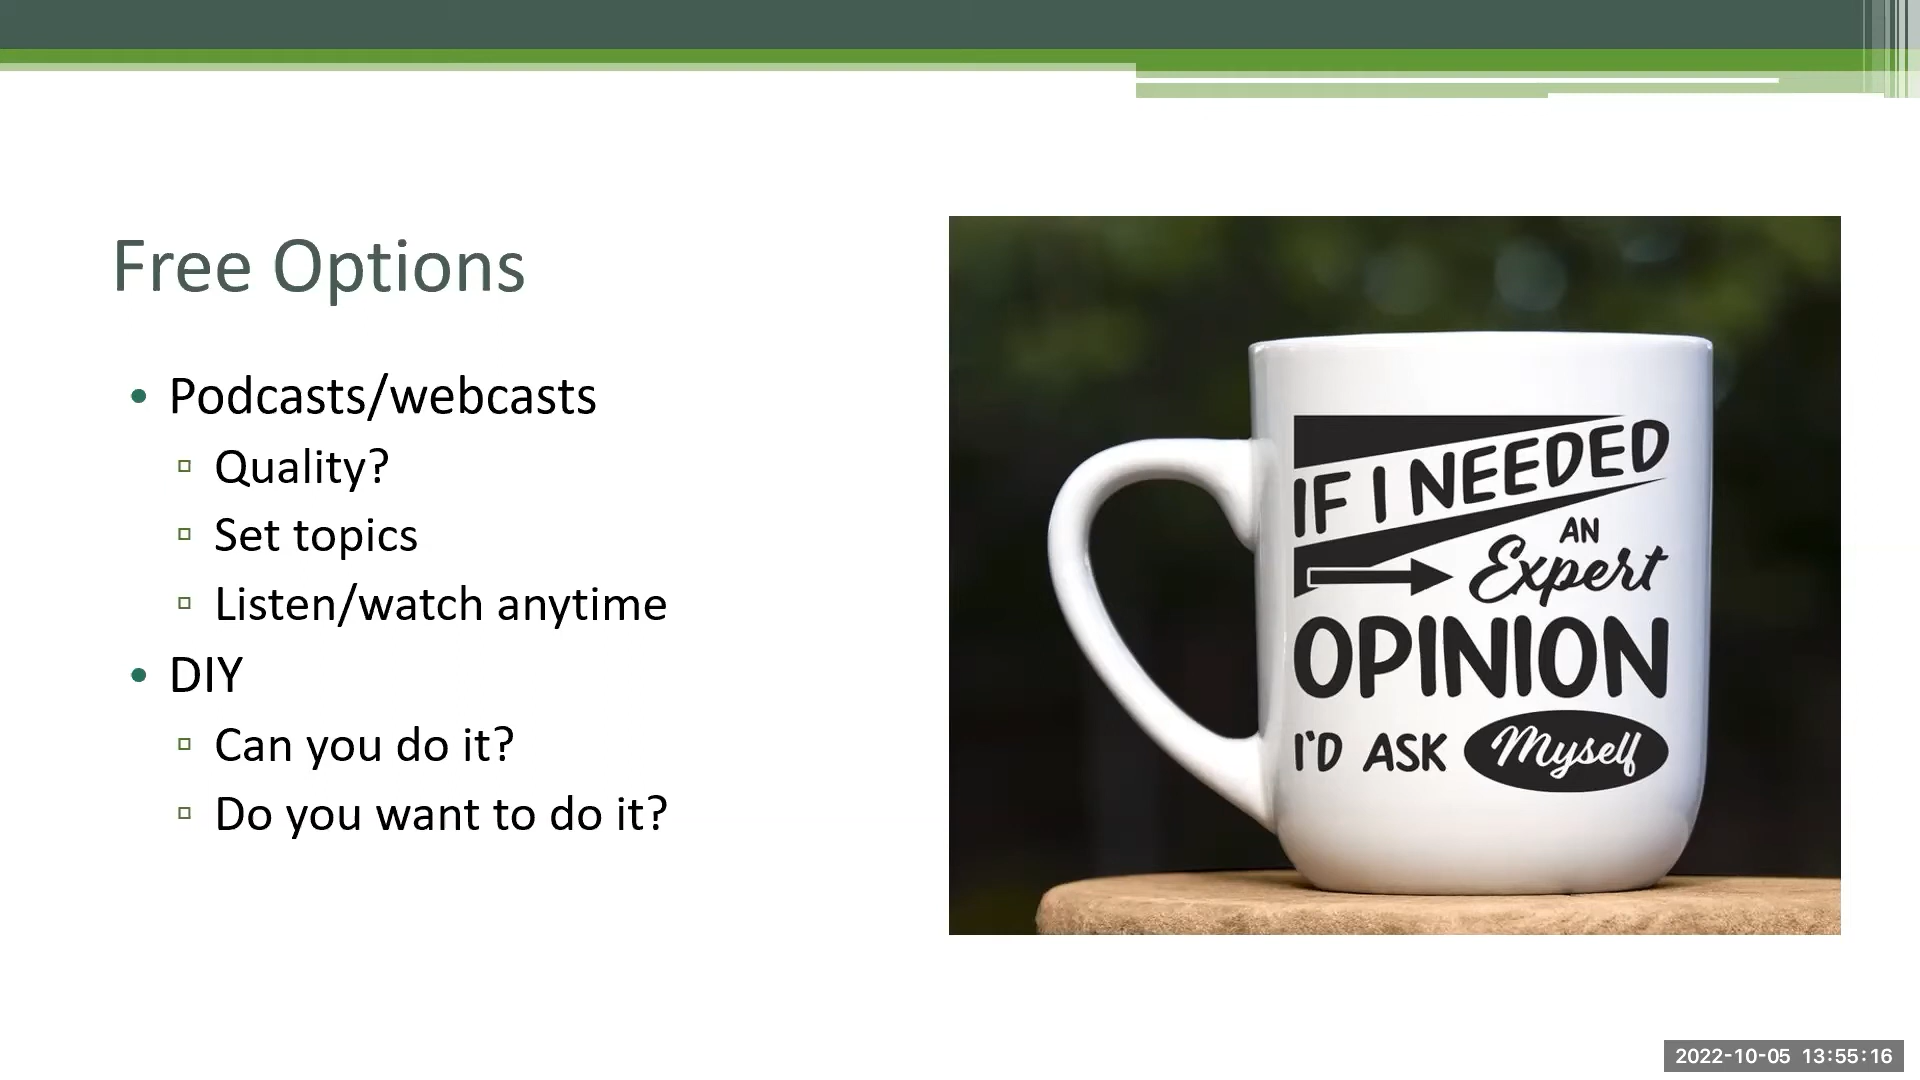 Free Options
• Podcasts/webcasts
▫ Quality?
▫ Set topics
▫ Listen/watch anytime
• DIY
▫ Can you do it?
▫ Do you want to do it?
IF I NEEDED
AN
Expert
OPINION
I'D ASK Myself
2022-10-05 13:55:16